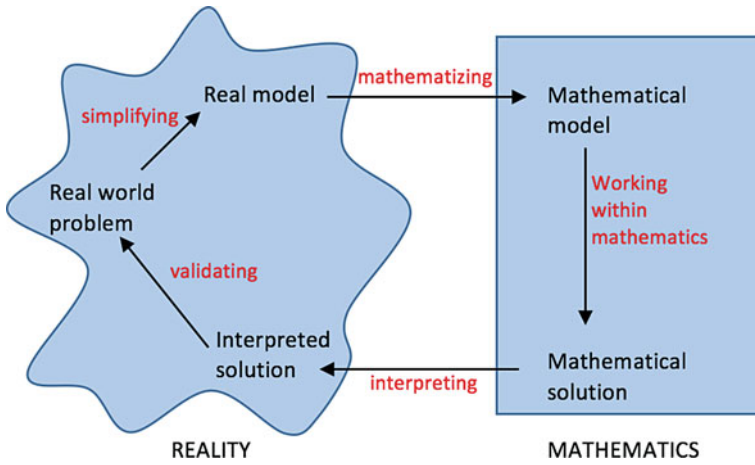 Real model
mathematizing
Mathematical
model
simplifying
Real world
problem
Working
within
mathematics
validating
Interpreted
solution
interpreting
Mathematical
solution
REALITY
MATHEMATICS